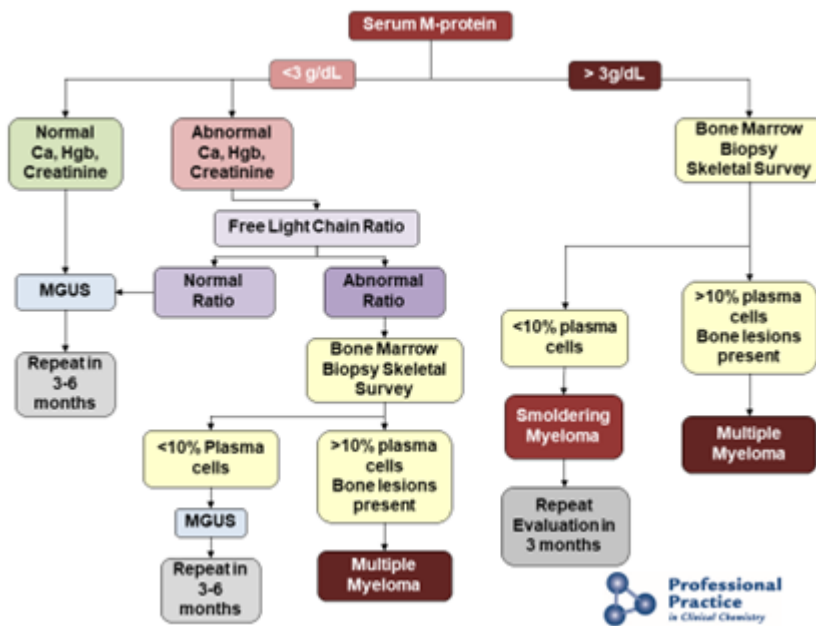 Serum M-protein
<3 g/dL
> 3g/dL
Normal
Ca, Hgb,
Creatinine
Abnormal
Ca, Hgb,
Creatinine
Bone Marrow
Biopsy
Skeletal Survey
Free Light Chain Ratio
MGUS
Normal
Ratio
Abnormal
Ratio
<10% plasma
cells
>10% plasma
cells
Bone lesions
present
Repeat in
3-6
months
Bone Marrow
Biopsy Skeletal
Survey
Smoldering
Myeloma
Multiple
Myeloma
<10% Plasma
cells
>10% plasma
cells
Bone lesions
present
Repeat
Evaluation in
3 months
MGUS
Repeat in
3-6
months
Multiple
Myeloma
Professional
Practice
in Clinical Chemistry